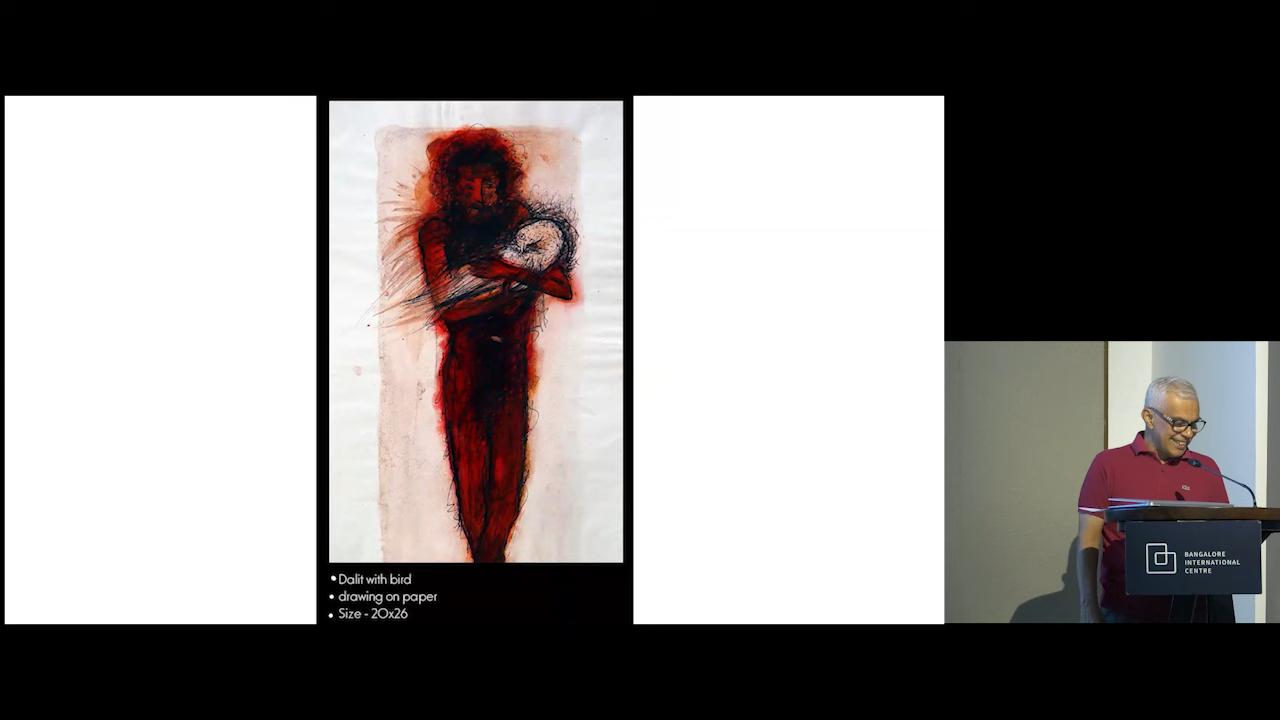 • Dalit with bird
• drawing on paper
• Size - 20x26
BANGALORE
INTERNATIONAL
CENTRE